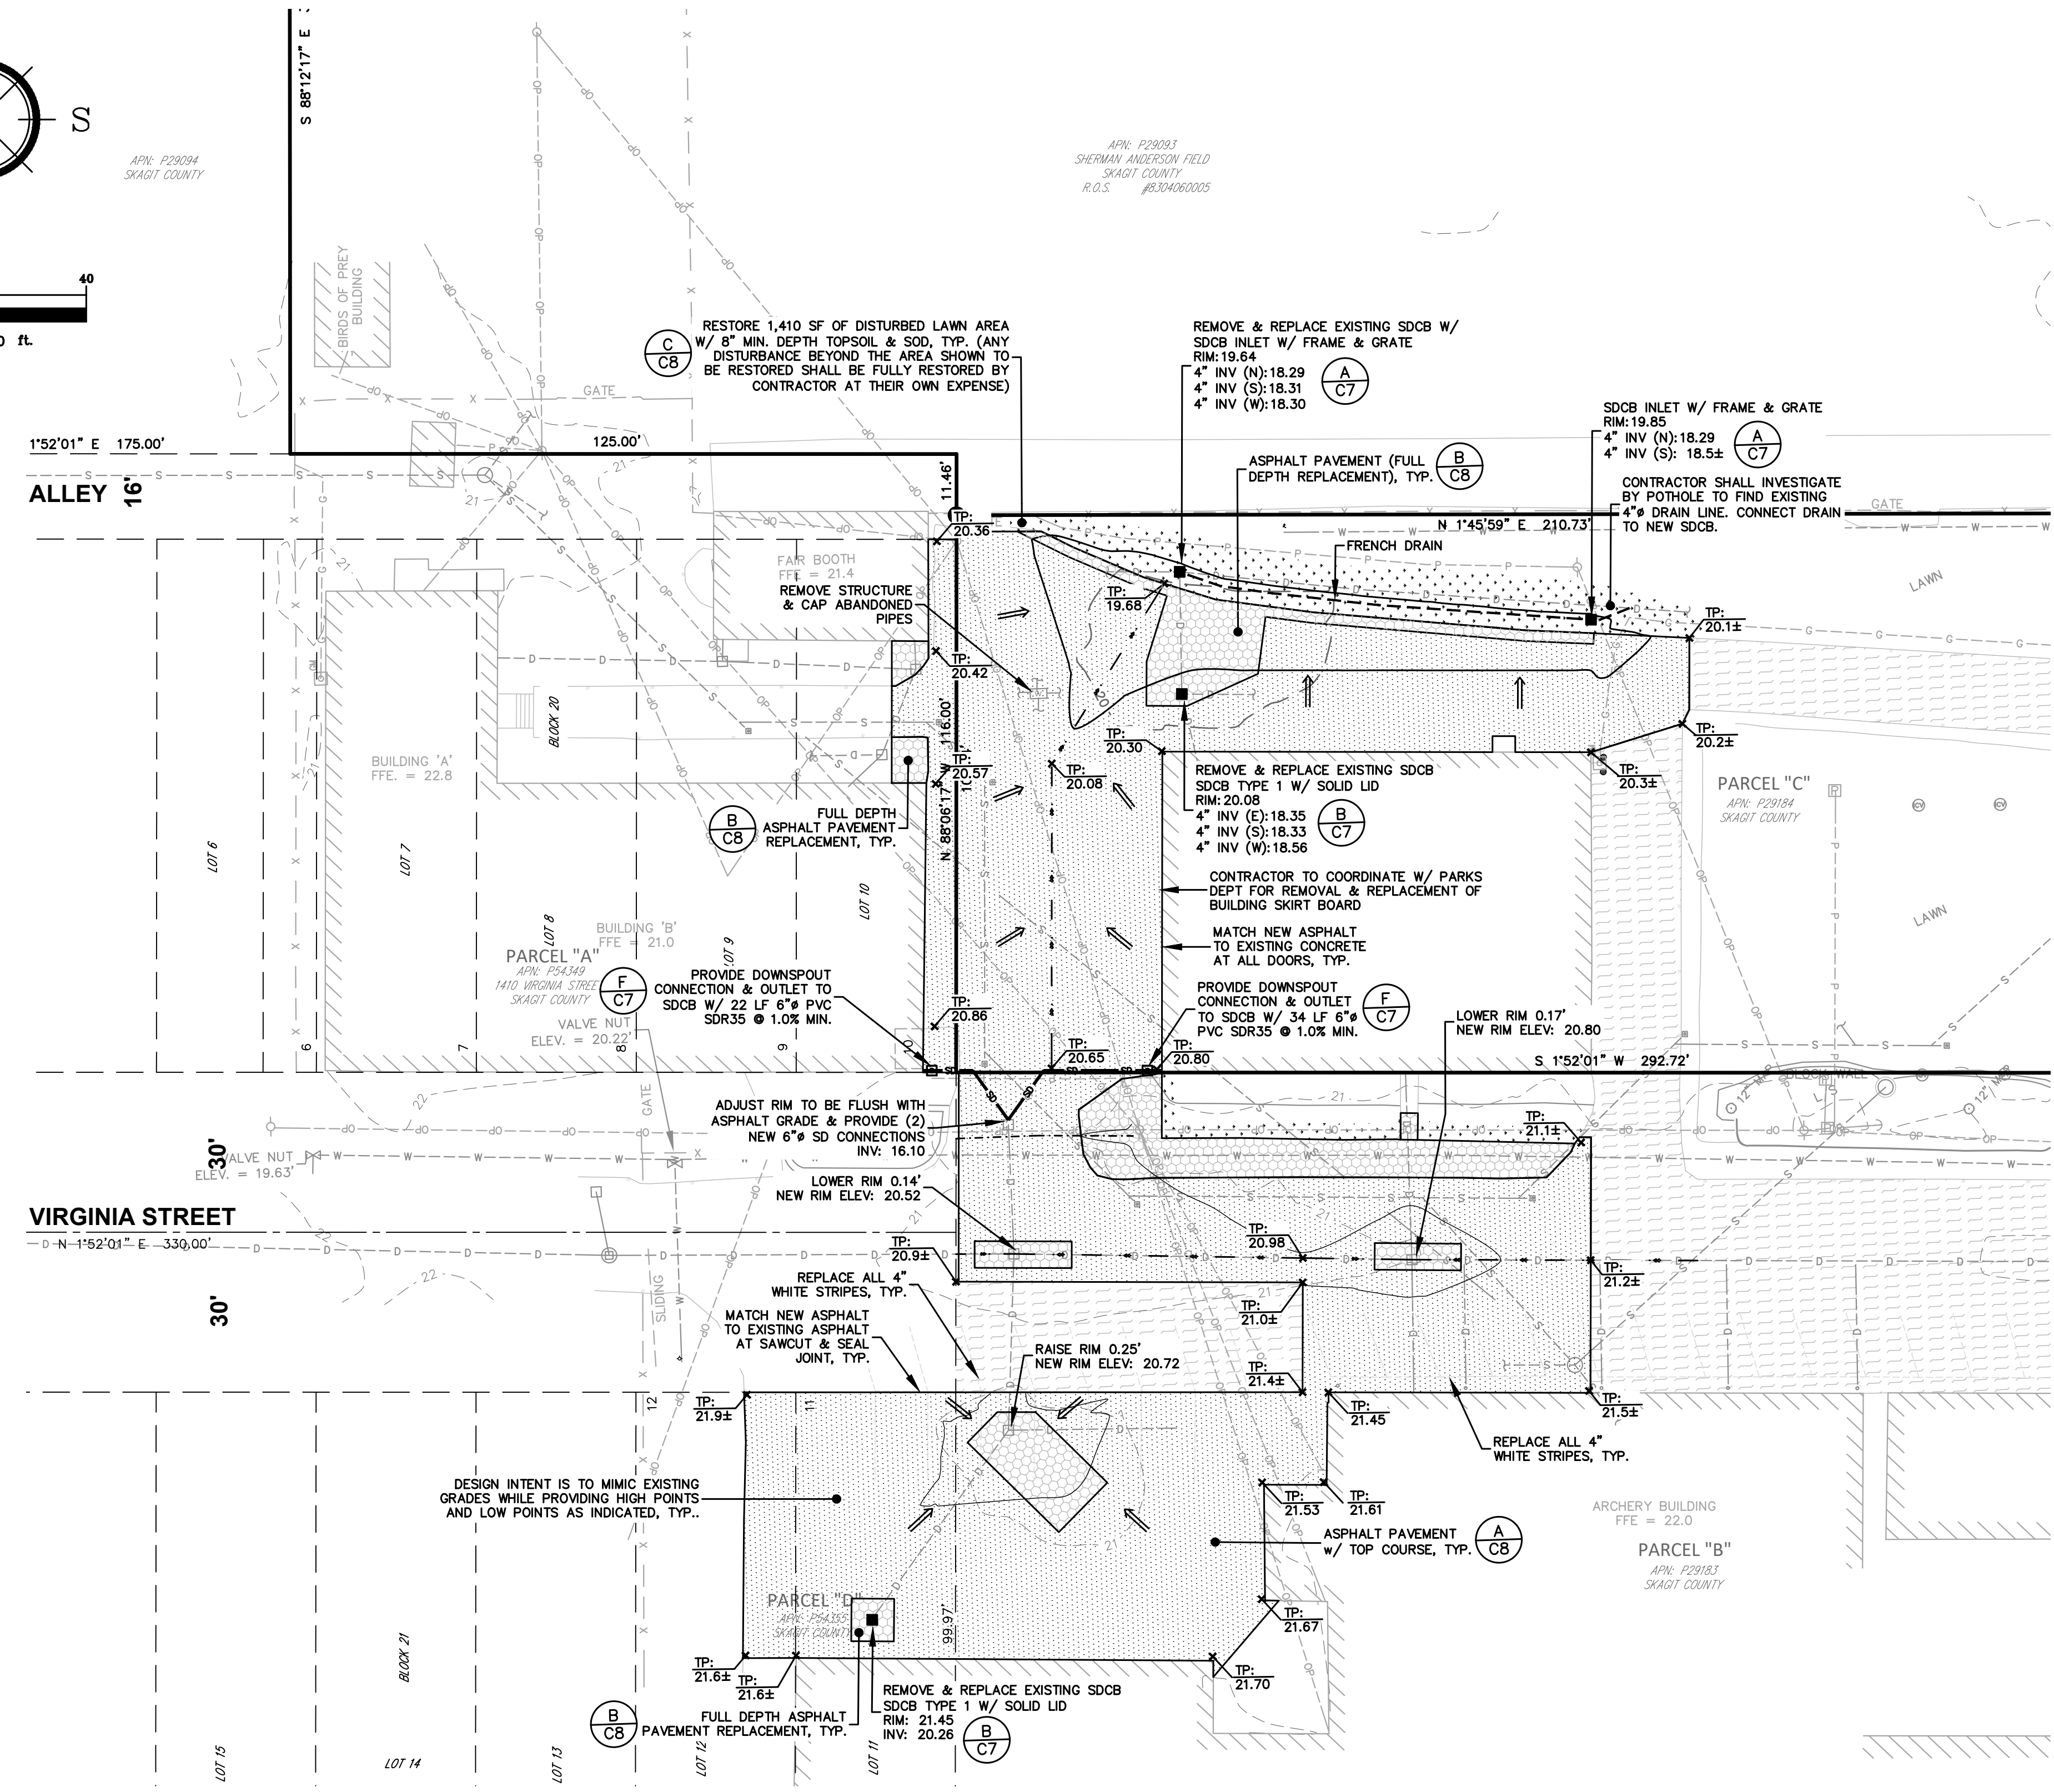 S 88°12'17" E
S
APN: P29094
SKAGIT COUNTY
APN: P29093
SHERMAN ANDERSON FIELD
SKAGIT COUNTY
R.O.S. #8304060005
40
ft.
BIRDS OF PREY
BUILDING
GATE
RESTORE 1,410 SF OF DISTURBED LAWN AREA
W/ 8" MIN. DEPTH TOPSOIL & SOD, TYP. (ANY
DISTURBANCE BEYOND THE AREA SHOWN TO
BE RESTORED SHALL BE FULLY RESTORED BY
CONTRACTOR AT THEIR OWN EXPENSE)
C
C8
REMOVE & REPLACE EXISTING SDCB W/
SDCB INLET W/ FRAME & GRATE
RIM: 19.64
4" INV (N): 18.29
4" INV (S): 18.31
4" INV (W): 18.30
A
C7
SDCB INLET W/ FRAME & GRATE
RIM: 19.85
4" INV (N): 18.29
4" INV (S): 18.5±
A
C7
ASPHALT PAVEMENT (FULL
DEPTH REPLACEMENT), TYP.
B
C8
CONTRACTOR SHALL INVESTIGATE
BY POTHOLE TO FIND EXISTING
4"ø DRAIN LINE. CONNECT DRAIN
TO NEW SDCB.
1°52'01" E 175.00'
125.00'
11.46'
ALLEY 16'
21
21
21
GATE
N 1°45'59" E 210.73'
FRENCH DRAIN
LAWN
TP:
20.36
FAIR BOOTH
FFE = 21.4
REMOVE STRUCTURE
& CAP ABANDONED
PIPES
TP:
19.68
TP:
20.1±
TP:
20.42
20
TP:
20.2±
TP:
20.30
TP:
20.3±
TP:
20.57
TP:
20.08
N 88°06'17" W 116.00'
BLOCK 20
BUILDING 'A'
FFE. = 22.8
REMOVE & REPLACE EXISTING SDCB
SDCB TYPE 1 W/ SOLID LID
RIM: 20.08
4" INV (E): 18.35
4" INV (S): 18.33
4" INV (W): 18.56
B
C7
PARCEL "C"
APN: P29184
SKAGIT COUNTY
ICV
ICV
B
C8
FULL DEPTH
ASPHALT PAVEMENT
REPLACEMENT, TYP.
LOT 6
LOT 7
LOT 8
LOT 9
LOT 10
CONTRACTOR TO COORDINATE W/ PARKS
DEPT FOR REMOVAL & REPLACEMENT OF
BUILDING SKIRT BOARD
LAWN
MATCH NEW ASPHALT
TO EXISTING CONCRETE
AT ALL DOORS, TYP.
BUILDING 'B'
FFE = 21.0
PARCEL "A"
APN: P54349
1410 VIRGINIA STREE
SKAGIT COUNTY
F
C7
PROVIDE DOWNSPOUT
CONNECTION & OUTLET TO
SDCB W/ 22 LF 6"ø PVC
SDR35 @ 1.0% MIN.
PROVIDE DOWNSPOUT
CONNECTION & OUTLET
TO SDCB W/ 34 LF 6"ø
PVC SDR35 @ 1.0% MIN.
F
C7
LOWER RIM 0.17'
NEW RIM ELEV: 20.80
VALVE NUT
ELEV. = 20.22'
TP:
20.86
TP:
20.65
TP:
20.80
6
7
8
9
10
S 1°52'01" W 292.72'
22
GATE
21
ADJUST RIM TO BE FLUSH WITH
ASPHALT GRADE & PROVIDE (2)
NEW 6"ø SD CONNECTIONS
INV: 16.10
TP:
21.1±
30'
VALVE NUT
ELEV. = 19.63'
LOWER RIM 0.14'
NEW RIM ELEV: 20.52
VIRGINIA STREET
N 1°52'01" E 330.00'
22
22
21
21
TP:
20.9±
TP:
20.98
TP:
21.2±
30'
SLIDING
REPLACE ALL 4"
WHITE STRIPES, TYP.
21
TP:
21.0±
MATCH NEW ASPHALT
TO EXISTING ASPHALT
AT SAWCUT & SEAL
JOINT, TYP.
RAISE RIM 0.25'
NEW RIM ELEV: 20.72
TP:
21.4±
TP:
21.9±
12
11
TP:
21.45
TP:
21.5±
REPLACE ALL 4"
WHITE STRIPES, TYP.
DESIGN INTENT IS TO MIMIC EXISTING
GRADES WHILE PROVIDING HIGH POINTS
AND LOW POINTS AS INDICATED, TYP..
TP:
21.53
TP:
21.61
ARCHERY BUILDING
FFE = 22.0
ASPHALT PAVEMENT
w/ TOP COURSE, TYP.
A
C8
21
PARCEL "B"
APN: P29183
SKAGIT COUNTY
PARCEL "D"
APN: P54355
SKAGIT COUNTY
99.97'
TP:
21.67
BLOCK 21
TP:
21.6±
TP:
21.6±
TP:
21.70
B
C8
FULL DEPTH ASPHALT
PAVEMENT REPLACEMENT, TYP.
REMOVE & REPLACE EXISTING SDCB
SDCB TYPE 1 W/ SOLID LID
RIM: 21.45
INV: 20.26
B
C7
LOT 15
LOT 14
LOT 13
LOT 12
LOT 11